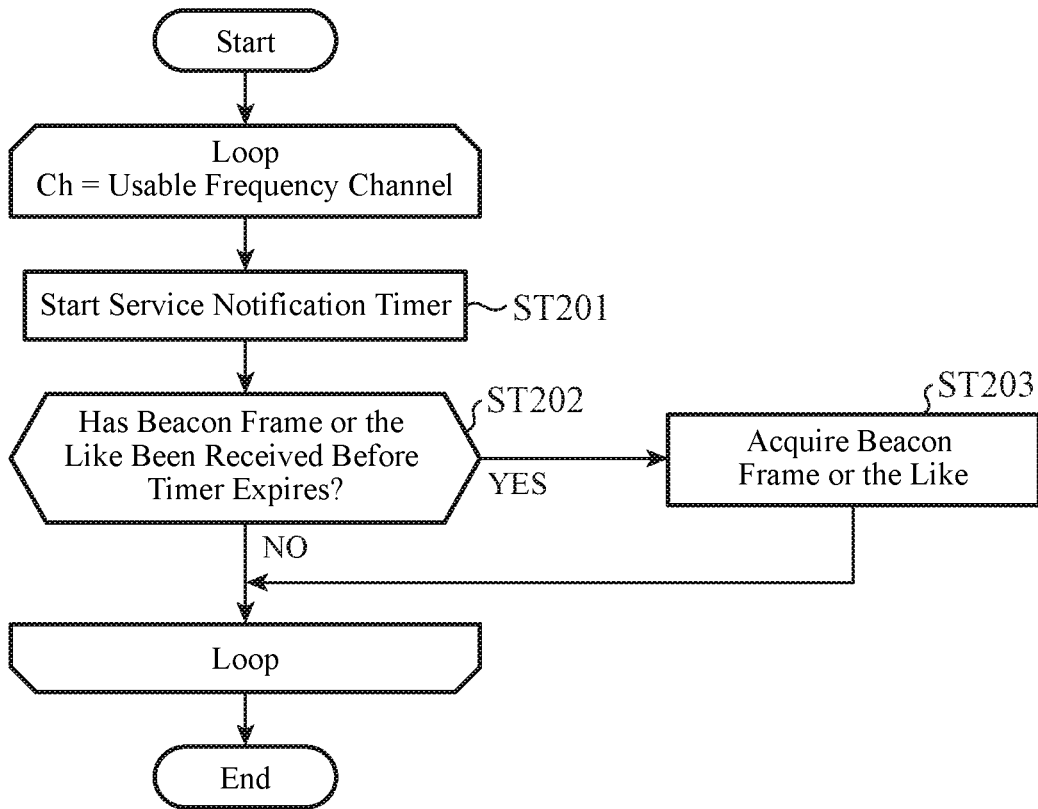 Start
Loop
Ch = Usable Frequency Channel
Start Service Notification Timer
ST201
Has Beacon Frame or the
Like Been Received Before
Timer Expires?
ST202
YES
ST203
Acquire Beacon
Frame or the Like
NO
Loop
End